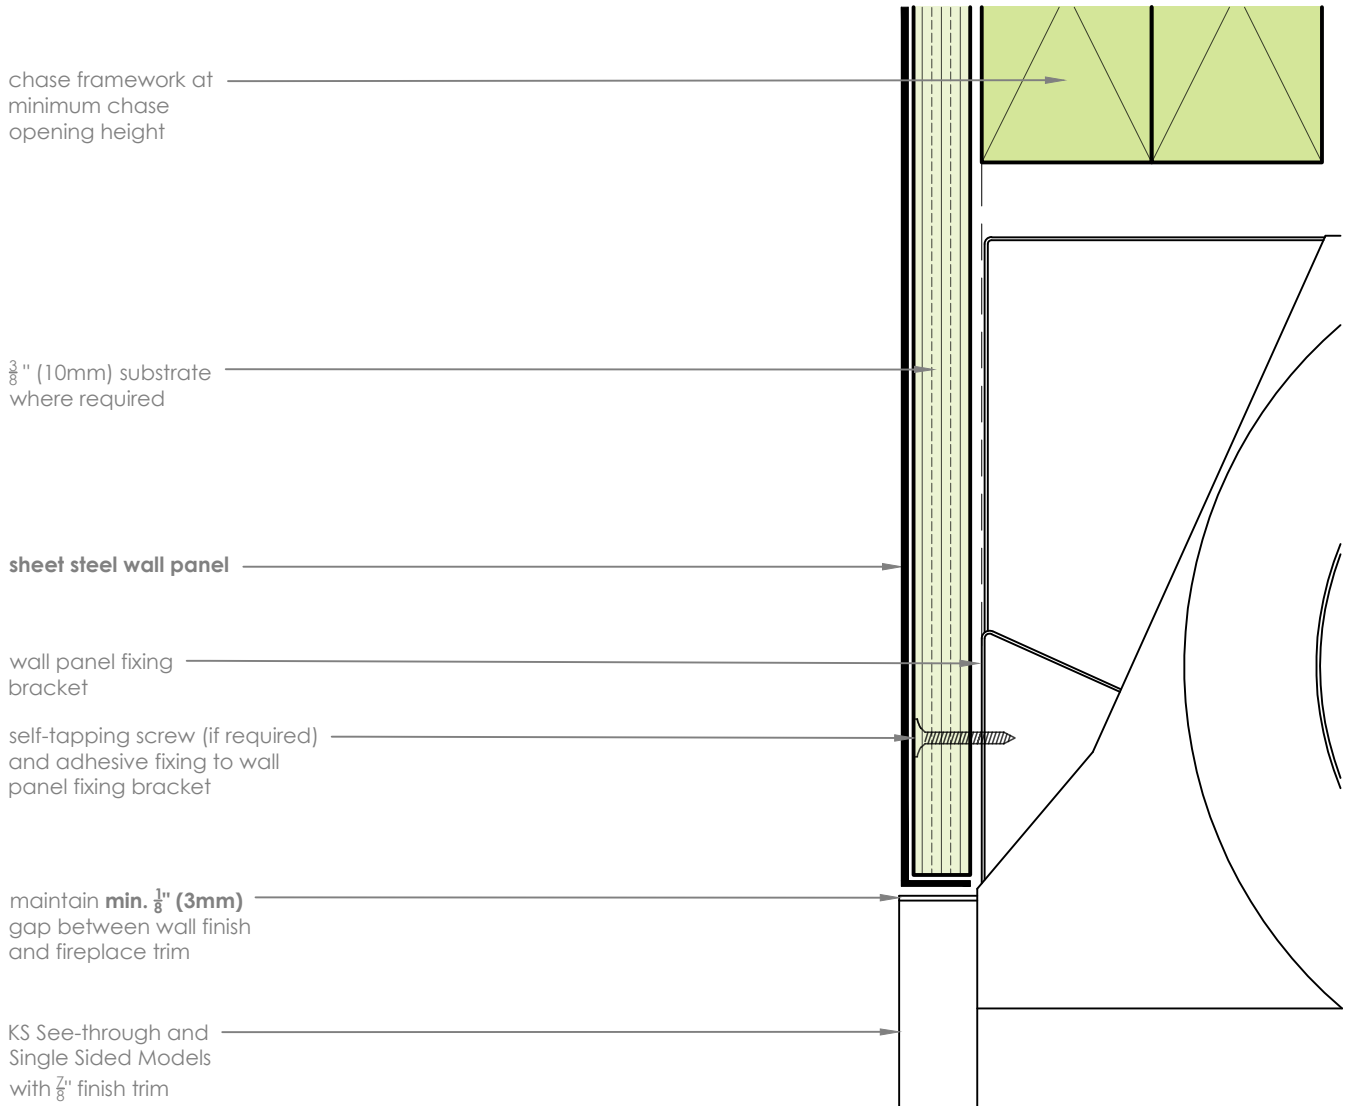 chase framework at
minimum chase
opening height
3/8" (10mm) substrate
where required
sheet steel wall panel
wall panel fixing
bracket
self-tapping screw (if required)
and adhesive fixing to wall
panel fixing bracket
maintain min. 1/8" (3mm)
gap between wall finish
and fireplace trim
KS See-through and
Single Sided Models
with 7/8" finish trim